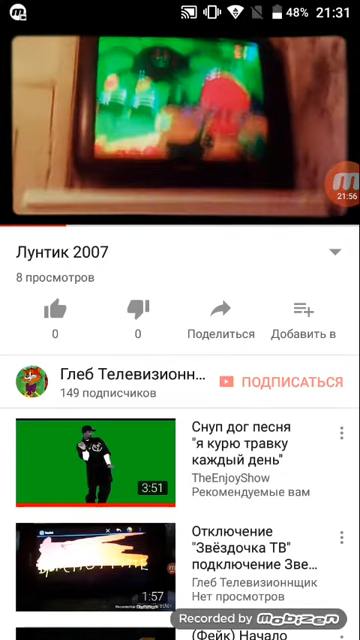 48% 21:31
21:56
Лунтик 2007
8 просмотров
0
0
Поделиться
Добавить в
Глеб Телевизионн...
149 подписчиков
ПОДПИСАТЬСЯ
Снуп дог песня
"я курю травку
каждый день"
TheEnjoyShow
Рекомендуемые вам
3:51
Отключение
"Звёздочка ТВ"
подключение Зве...
Глеб Телевизионщик
Нет просмотров
1:57
(Фейк) Начало
Recorded by Mobizen